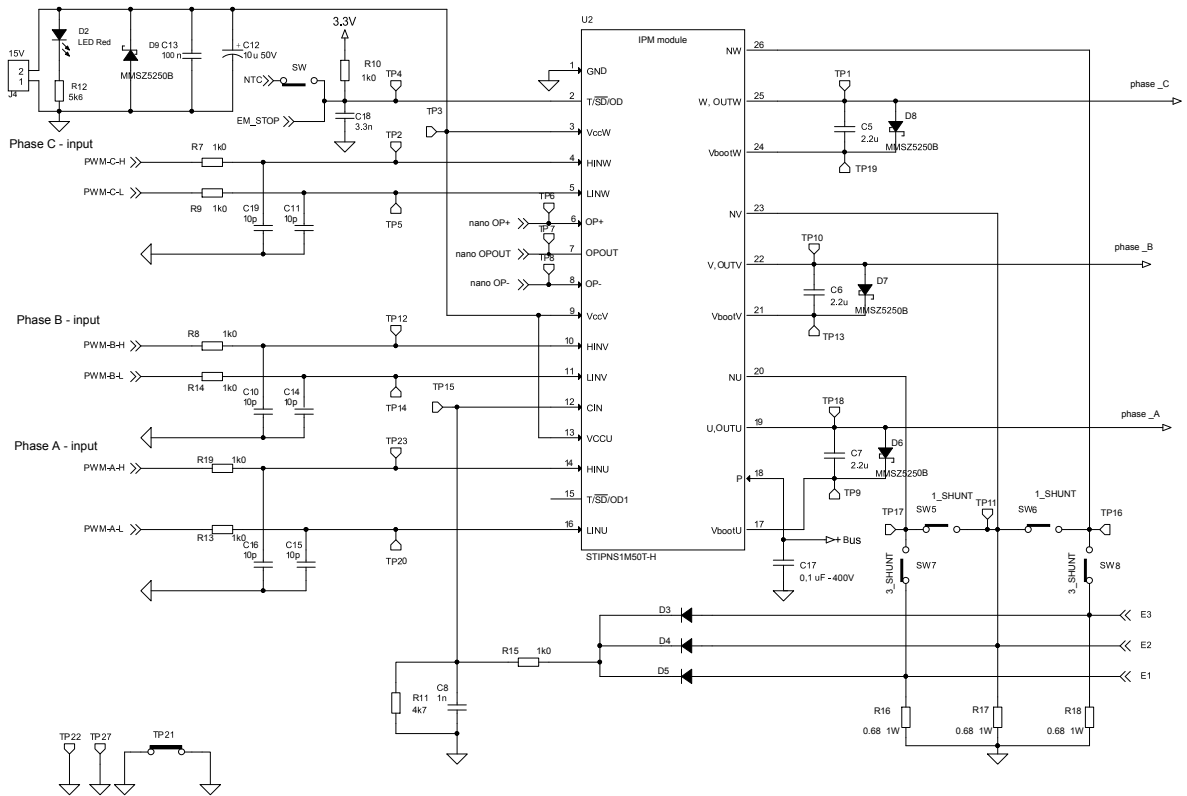 U2
IPM module
STIPNS1M50T-H
15V
2
1
J4
D2
LED Red
R12
5k6
D9
MMSZ5250B
C13
100 n
C12
+
10 u 50V
3.3V
R10
1k0
NTC
SW
EM_STOP
C18
3.3n
TP4
TP3
Phase C - input
PWM-C-H
R7 1k0
TP2
PWM-C-L
R9 1k0
TP5
C19
10p
C11
10p
TP6
nano OP+
TP7
nano OPOUT
TP8
nano OP-
Phase B - input
PWM-B-H
R8 1k0
TP12
PWM-B-L
R14 1k0
TP14
C10
10p
C14
10p
TP15
Phase A - input
PWM-A-H
R19 1k0
TP23
PWM-A-L
R13 1k0
TP20
C16
10p
C15
10p
1 GND
2 T/SD/OD
3 VccW
4 HINW
5 LINW
6 OP+
7 OPOUT
8 OP-
9 VccV
10 HINV
11 LINV
12 CIN
13 VCCU
14 HINU
15 T/SD/OD1
16 LINU
NW 26
W, OUTW 25
VbootW 24
NV 23
V, OUTV 22
VbootV 21
NU 20
U,OUTU 19
P 18
VbootU 17
TP1
phase _C
C5
2.2u
D8
MMSZ5250B
TP19
TP10
phase _B
C6
2.2u
D7
MMSZ5250B
TP13
TP18
phase _A
C7
2.2u
D6
MMSZ5250B
TP9
+ Bus
C17
0,1 uF - 400V
1_SHUNT
1_SHUNT
TP17
SW5
TP11
SW6
TP16
3_SHUNT
SW7
3_SHUNT
SW8
D3
E3
D4
E2
D5
E1
R15 1k0
R11
4k7
C8
1n
R16
0.68 1W
R17
0.68 1W
R18
0.68 1W
TP22
TP27
TP21